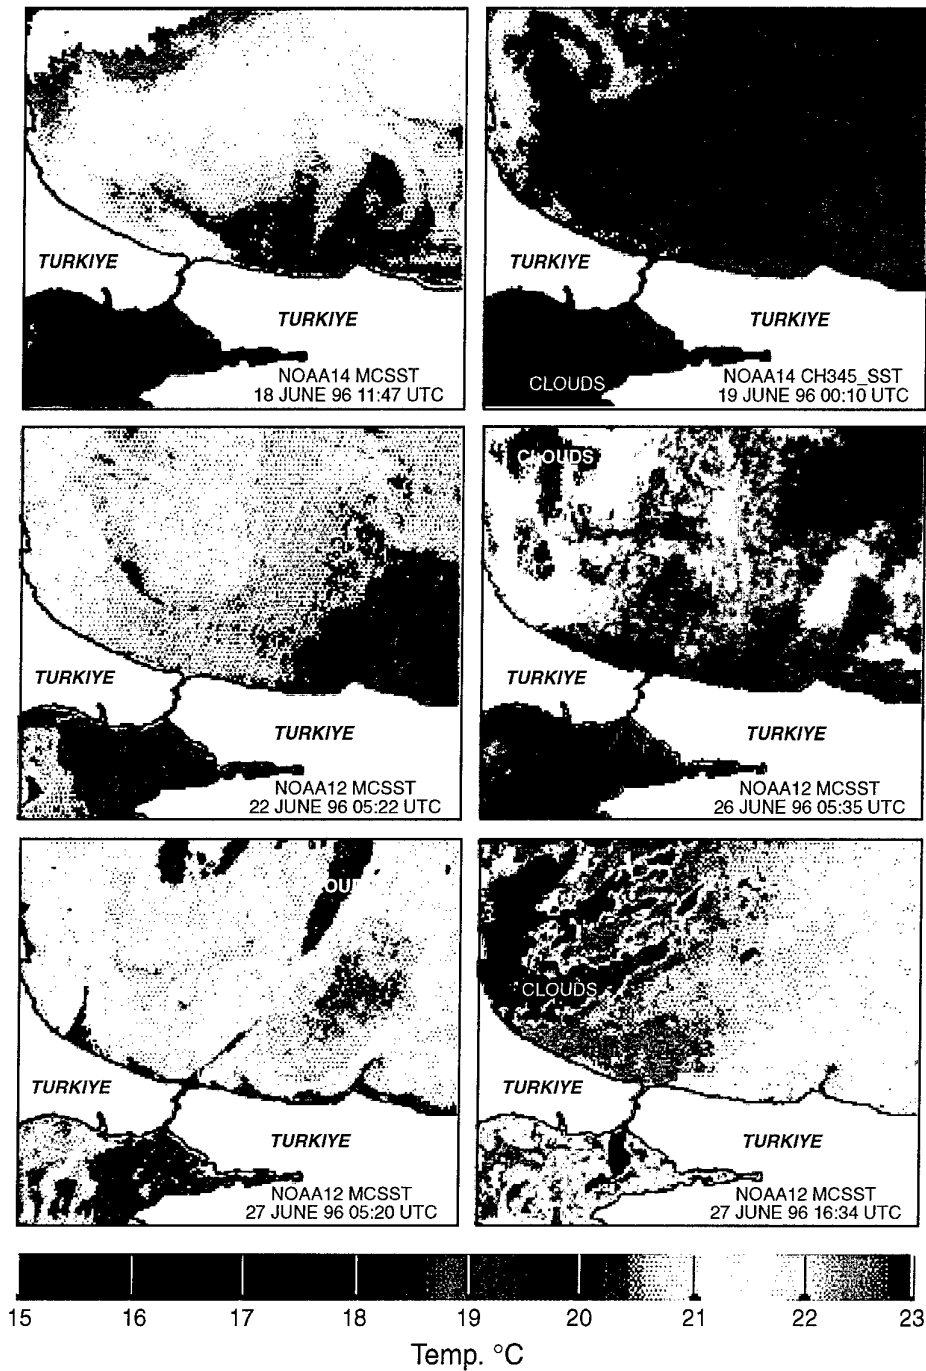 TURKIYE
TURKIYE
NOAA14 MCSST
18 JUNE 96 11:47 UTC
TURKIYE
TURKIYE
CLOUDS
NOAA14 CH345_SST
19 JUNE 96 00:10 UTC
TURKIYE
TURKIYE
NOAA12 MCSST
22 JUNE 96 05:22 UTC
CLOUDS
TURKIYE
TURKIYE
NOAA12 MCSST
26 JUNE 96 05:35 UTC
TURKIYE
TURKIYE
NOAA12 MCSST
27 JUNE 96 05:20 UTC
CLOUDS
TURKIYE
TURKIYE
NOAA12 MCSST
27 JUNE 96 16:34 UTC
15 16 17 18 19 20 21 22 23
Temp. °C